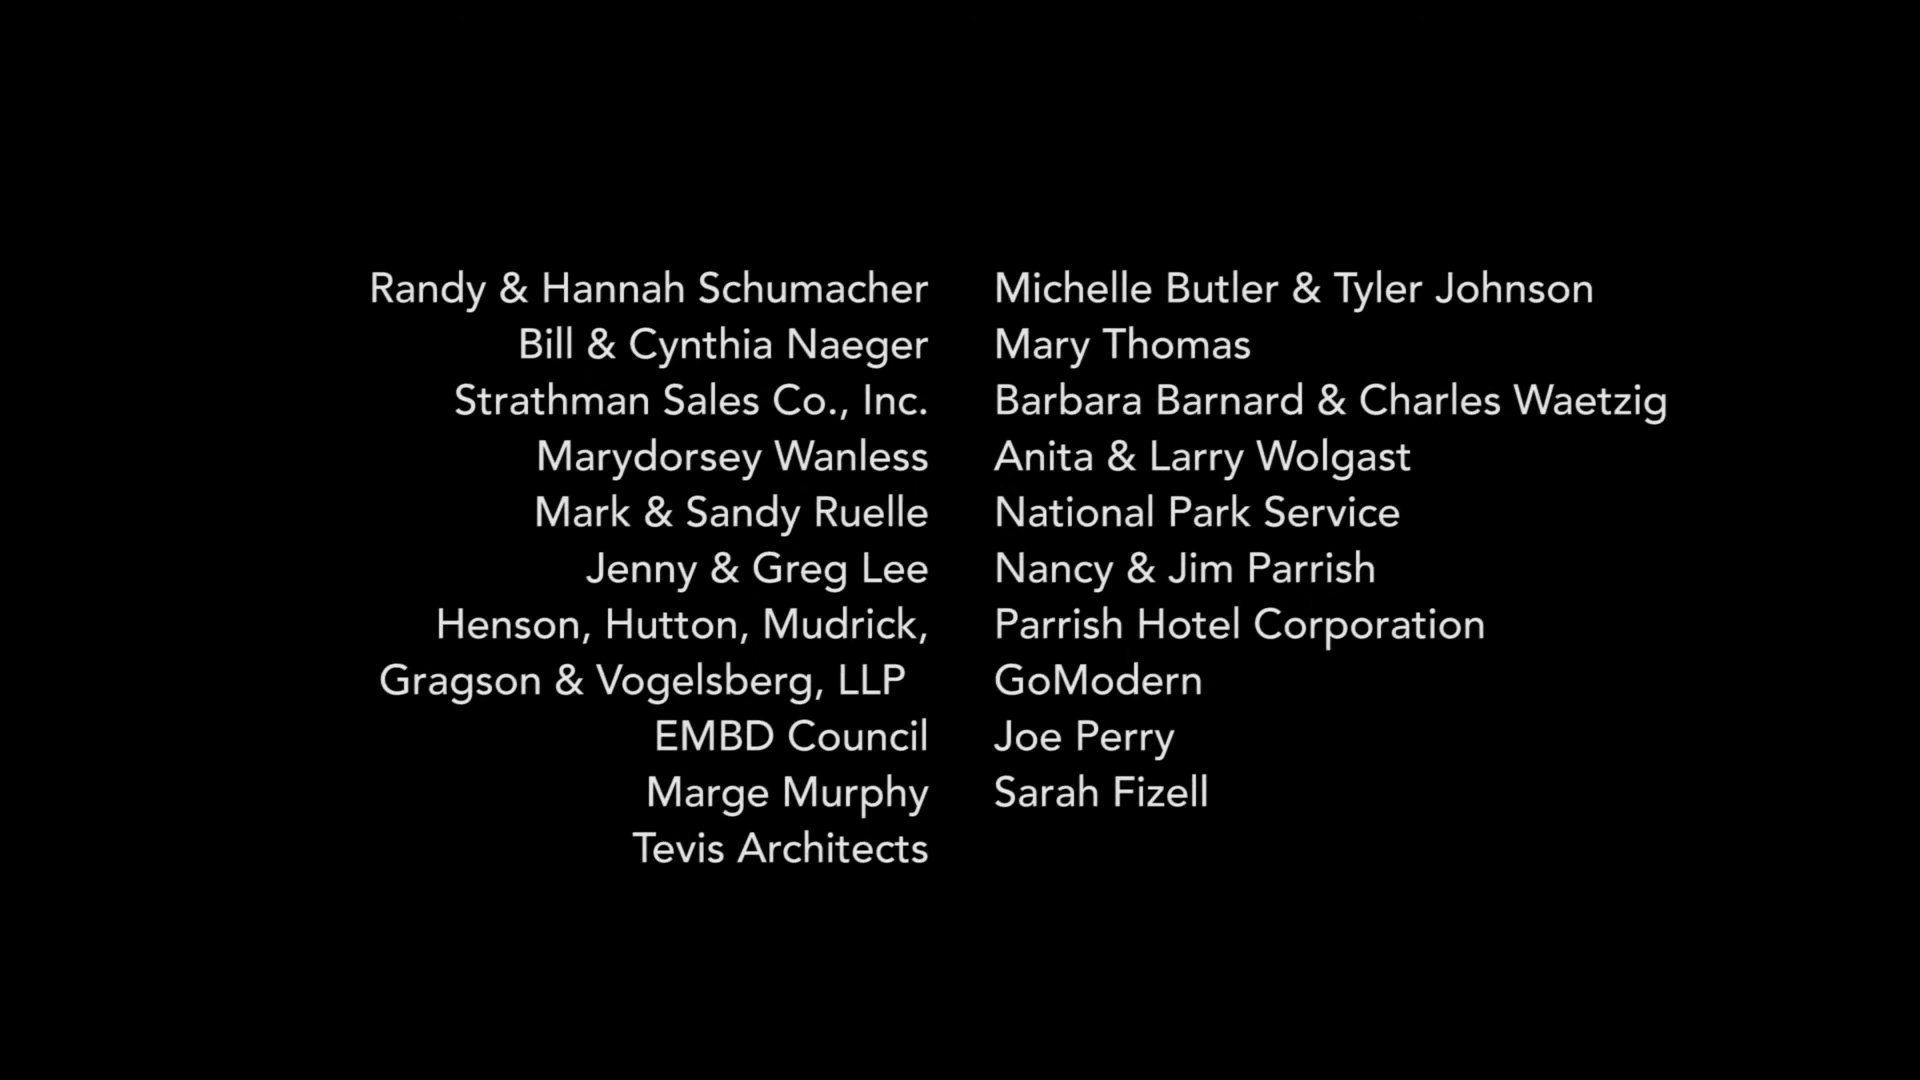 Randy & Hannah Schumacher
Bill & Cynthia Naeger
Strathman Sales Co., Inc.
Marydorsey Wanless
Mark & Sandy Ruelle
Jenny & Greg Lee
Henson, Hutton, Mudrick,
Gragson & Vogelsberg, LLP
EMBD Council
Marge Murphy
Tevis Architects
Michelle Butler & Tyler Johnson
Mary Thomas
Barbara Barnard & Charles Waetzig
Anita & Larry Wolgast
National Park Service
Nancy & Jim Parrish
Parrish Hotel Corporation
GoModern
Joe Perry
Sarah Fizell